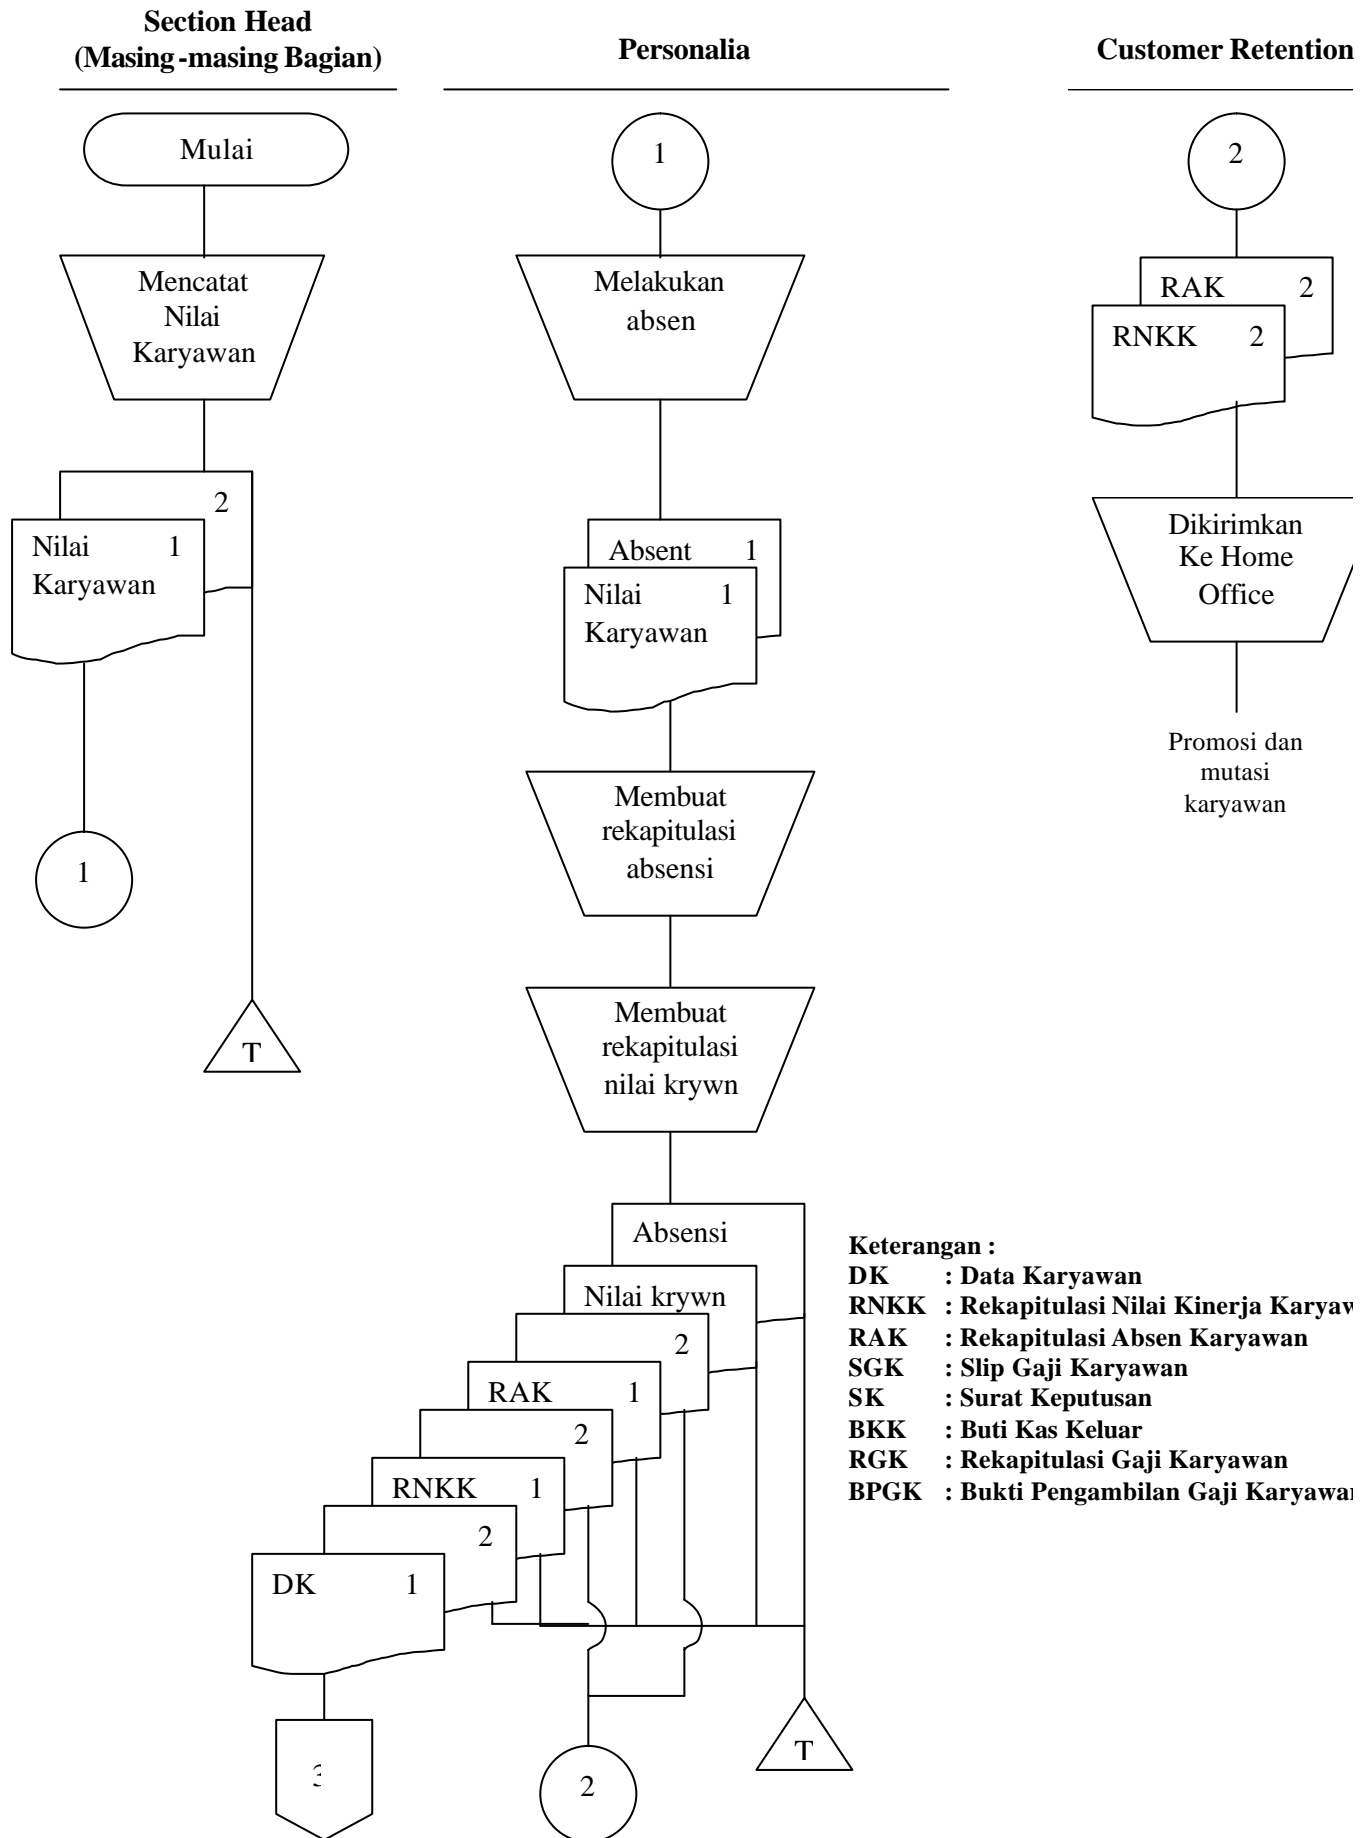 Section Head
(Masing-masing Bagian)
Mulai
Mencatat
Nilai
Karyawan
2
Nilai 1
Karyawan
1
T
Personalia
1
Melakukan
absen
Absent 1
Nilai 1
Karyawan
Membuat
rekapitulasi
absensi
Membuat
rekapitulasi
nilai krywn
Absensi
Nilai krywn
2
RAK 1
2
RNKK 1
2
DK 1
3
2
T
Customer Retention
2
RAK 2
RNKK 2
Dikirimkan
Ke Home
Office
Promosi dan
mutasi
karyawan
Keterangan :
DK : Data Karyawan
RNKK : Rekapitulasi Nilai Kinerja
RAK : Rekapitulasi Absen Karyawan
SGK : Slip Gaji Karyawan
SK : Surat Keputusan
BKK : Buti Kas Keluar
RGK : Rekapitulasi Gaji Karyawan
BPGK : Bukti Pengambilan Gaji Karyawan